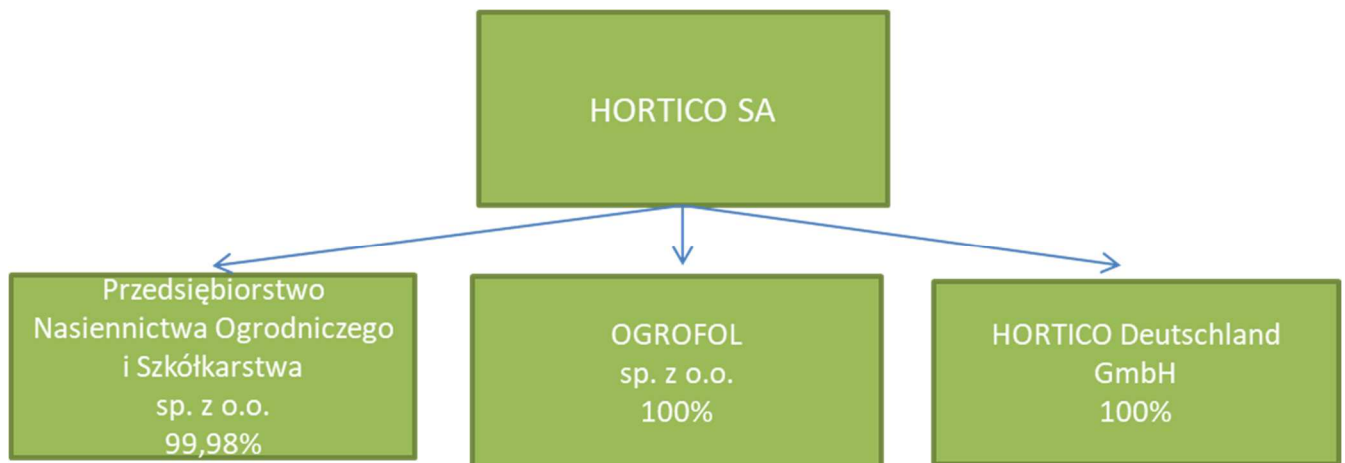 HORTICO SA
Przedsiębiorstwo
Nasiennictwa Ogrodniczego
i Szkółkarstwa
sp. z o.o.
99,98%
OGROFOL
sp. z o.o.
100%
HORTICO Deutschland
GmbH
100%